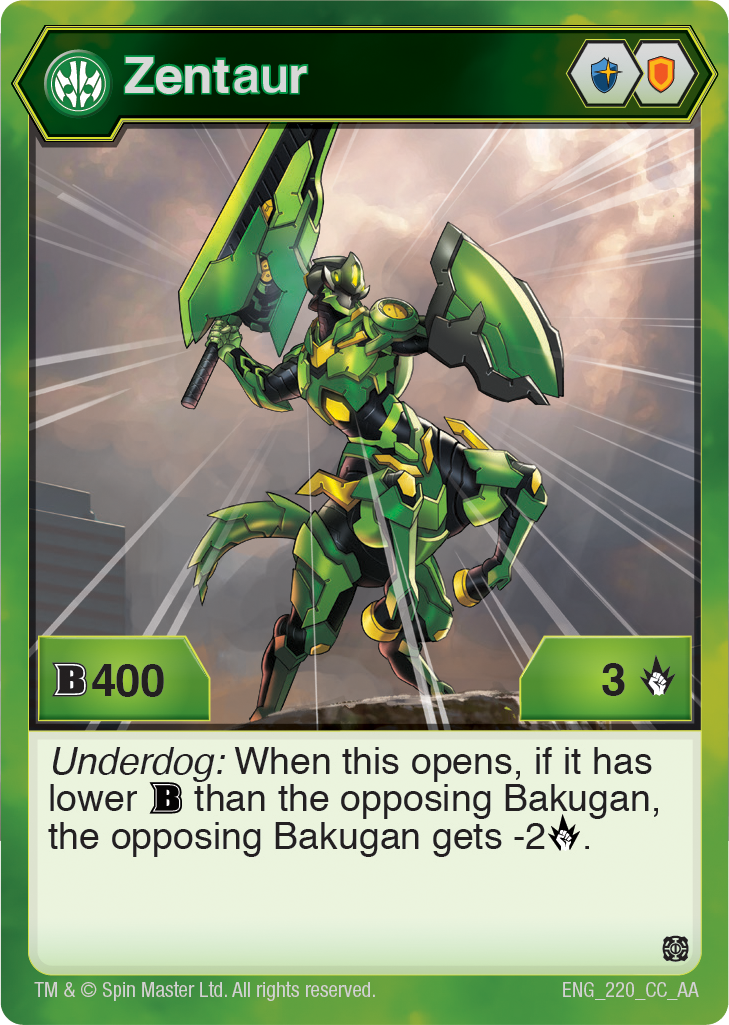 Zentaur
B 400
3
Underdog: When this opens, if it has
lower B than the opposing Bakugan,
the opposing Bakugan gets -2.
TM & © Spin Master Ltd. All rights reserved.
ENG_220_CC_AA